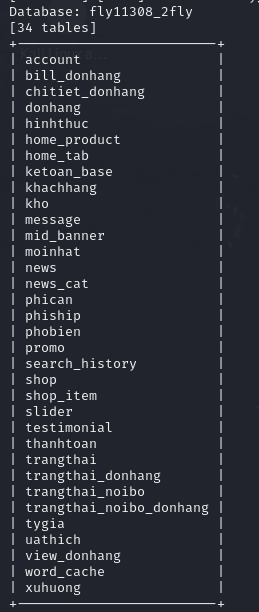 Database: fly11308_2fly
[34 tables]
account
bill_donhang
chitiet_donhang
donhang
hinhthuc
home_product
home_tab
ketoan_base
khachhang
kho
message
mid_banner
moinhat
news
news_cat
phican
phiship
phobien
promo
search_history
shop
shop_item
slider
testimonial
thanhtoan
trangthai
trangthai_donhang
trangthai_noibo
trangthai_noibo_donhang
tygia
uathich
view_donhang
word_cache
xuhuong